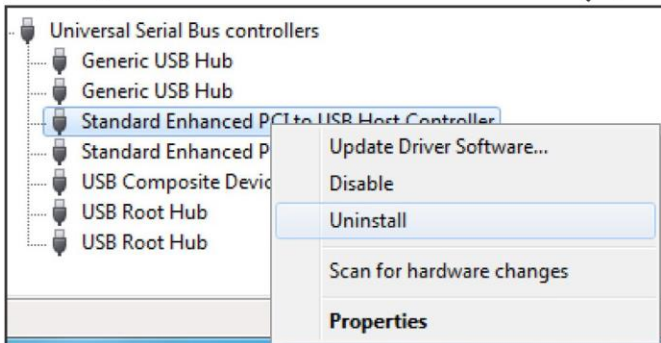 Universal Serial Bus controllers
Generic USB Hub
Generic USB Hub
Standard Enhanced PCI to USB Host Controller
Standard Enhanced P
Update Driver Software...
USB Composite Devic
Disable
USB Root Hub
Uninstall
USB Root Hub
Scan for hardware changes
Properties